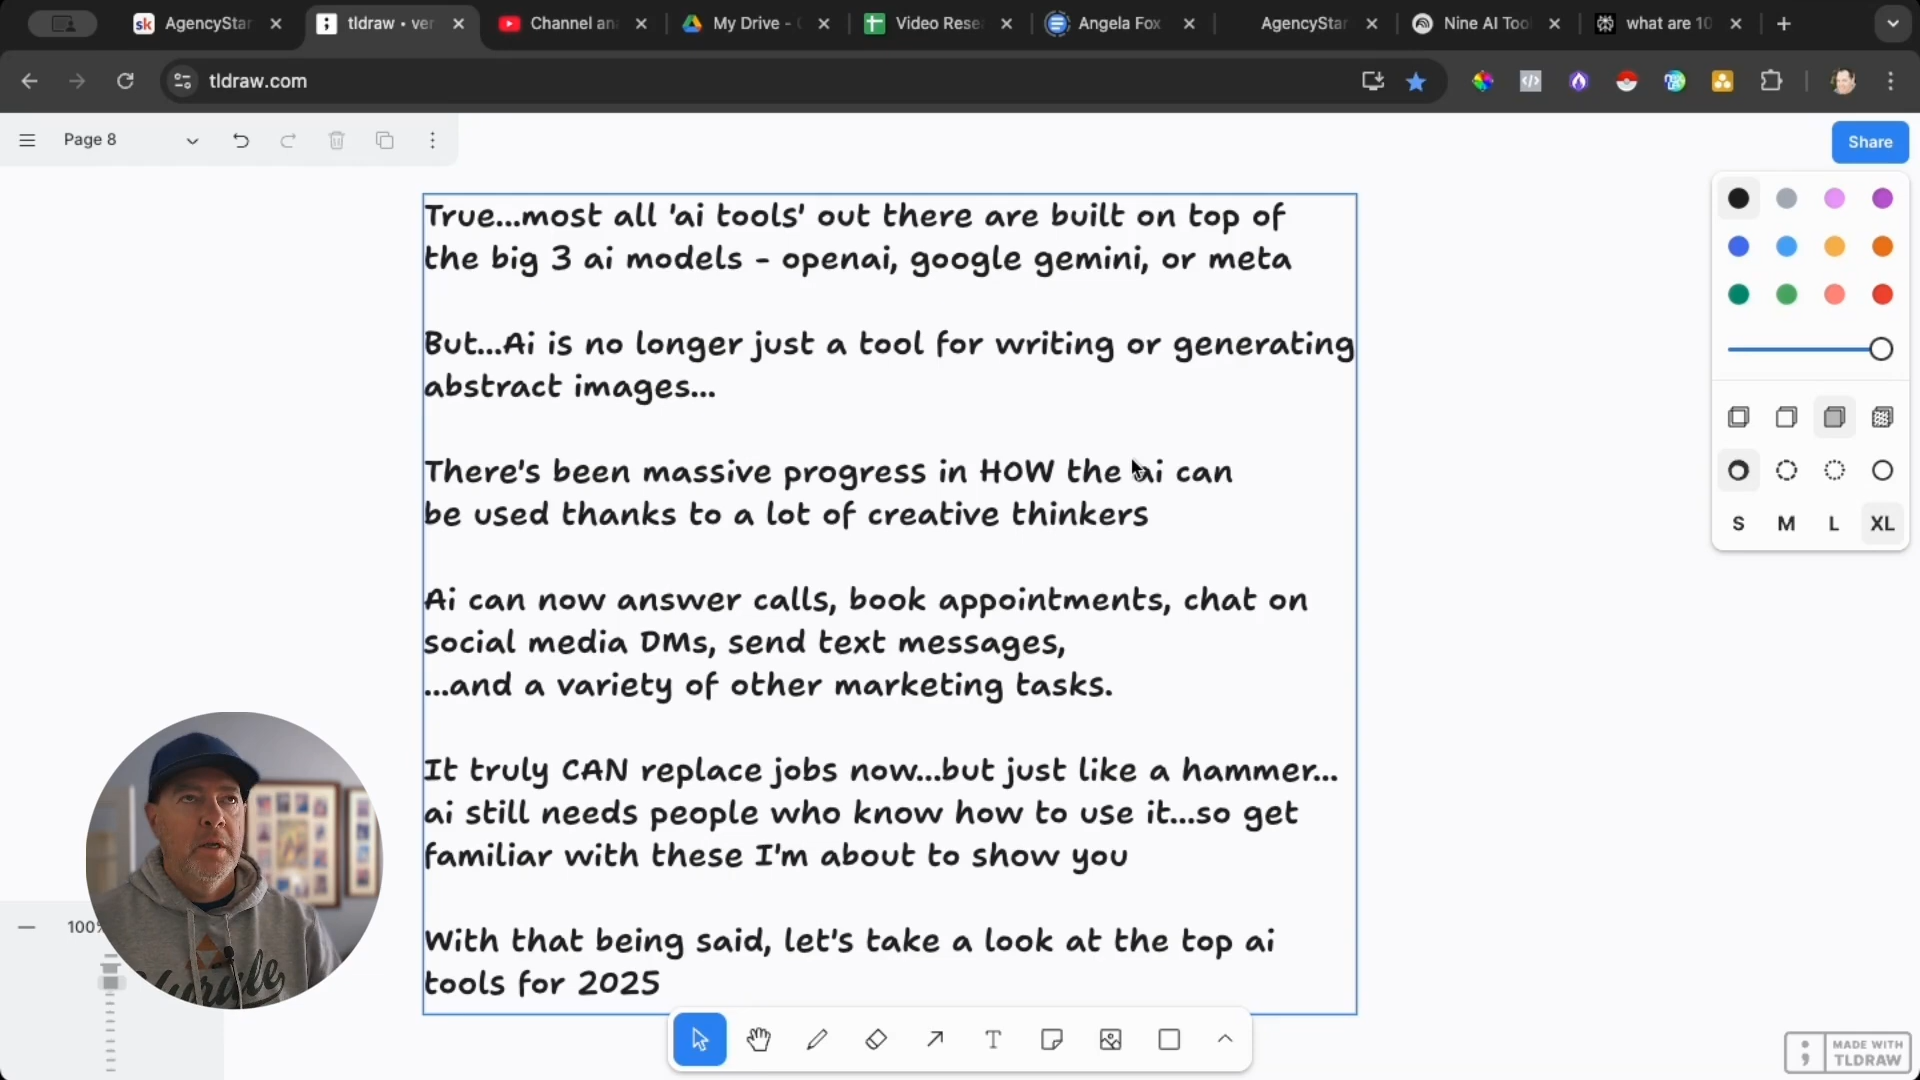 AgencyStar
tldraw • ver
Channel an
My Drive - G
Video Rese
Angela Fox
AgencyStar
Nine AI Tool
what are 10
tldraw.com
Page 8
Share
True...most all 'ai tools' out there are built on top of
the big 3 ai models - openai, google gemini, or meta
But...Ai is no longer just a tool for writing or generating
abstract images...
There's been massive progress in HOW the ai can
be used thanks to a lot of creative thinkers
Ai can now answer calls, book appointments, chat on
social media DMs, send text messages,
...and a variety of other marketing tasks.
It truly CAN replace jobs now...but just like a hammer...
ai still needs people who know how to use it...so get
familiar with these I'm about to show you
With that being said, let's take a look at the top ai
tools for 2025
S M L XL
100%
MADE WITH
TLDRAW